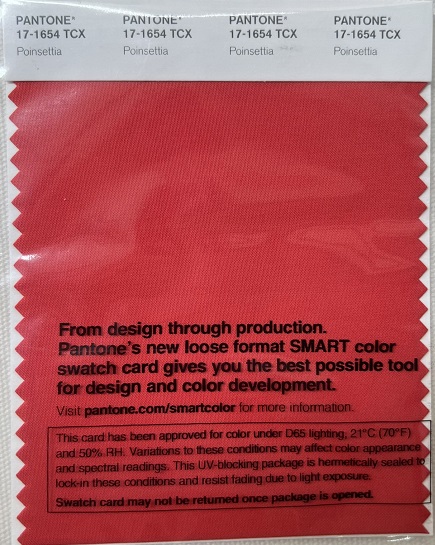 PANTONE® PANTONE® PANTONE® PANTONE®
17-1654 TCX 17-1654 TCX 17-1654 TCX 17-1654 TCX
Poinsettia Poinsettia Poinsettia Poinsettia
From design through production.
Pantone's new loose format SMART color
swatch card gives you the best possible tool
for design and color development.
Visit pantone.com/smartcolor for more information.
This card has been approved for color under D65 lighting, 21°C (70°F)
and 50% RH. Variations to these conditions may affect color appearance
and spectral readings. This UV-blocking package is hermetically sealed to
lock-in these conditions and resist fading due to light exposure.
Swatch card may not be returned once package is opened.